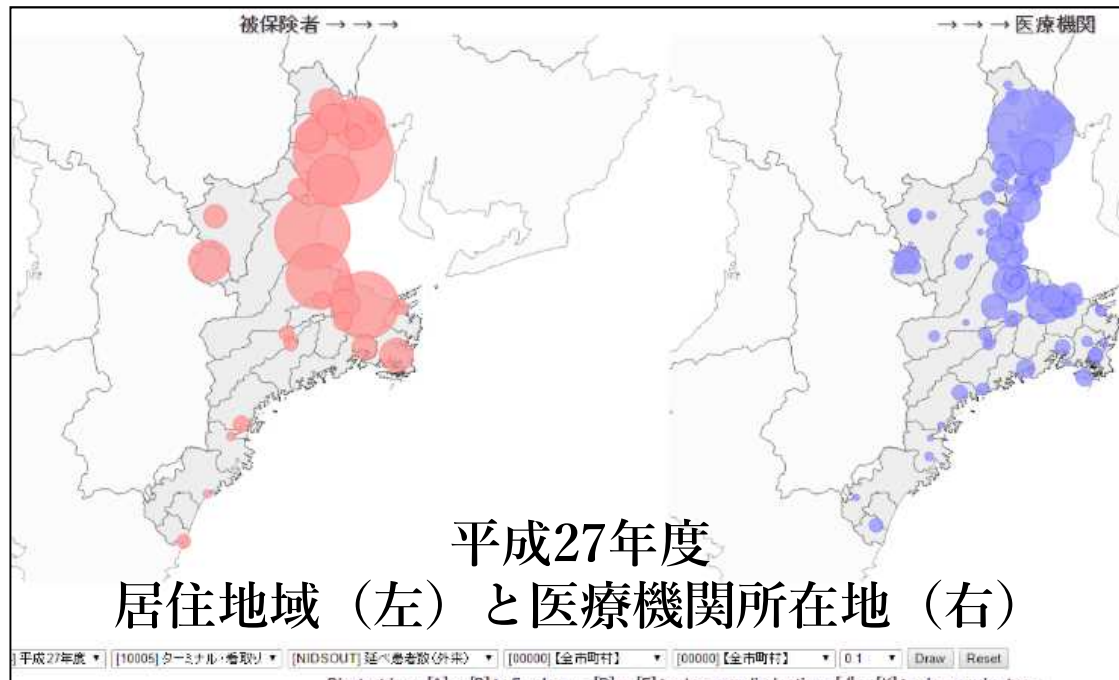 被保険者 → → →
→ → → 医療機関
平成27年度
居住地域（左）と医療機関所在地（右）
平成27年度 ▼ [10005] ターミナル・看取り ▼ [NIDSOUT] 延べ患者数(外来) ▼ [00000]【全市町村】 ▼ [00000]【全市町村】 ▼ 0.1 ▼ Draw Reset